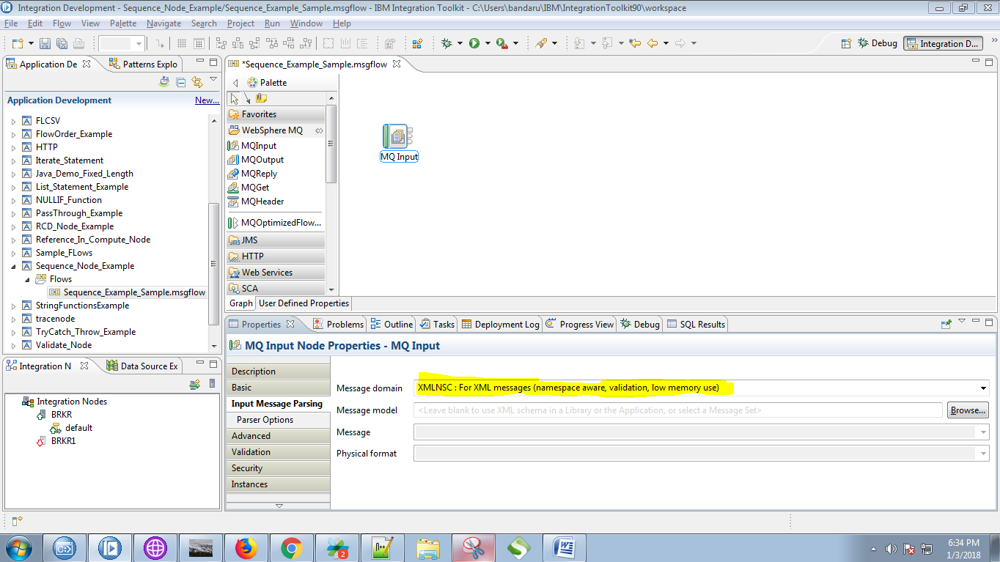 Integration Development - Sequence_Node_Example/Sequence_Example_Sample.msgflow - IBM Integration Toolkit - C:\Users\bandaru\IBM\IntegrationToolkit90\workspace
File Edit Flow View Palette Navigate Search Project Run Window Help
Debug Integration D...
Application De
Patterns Explo
Application Development New...
FLCSV
FlowOrder_Example
HTTP
Iterate_Statement
Java_Demo_Fixed_Length
List_Statement_Example
NULLIF_Function
PassThrough_Example
RCD_Node_Example
Reference_In_Compute_Node
Sample_FLows
Sequence_Node_Example
Flows
Sequence_Example_Sample.msgflow
StringFunctionsExample
tracenode
TryCatch_Throw_Example
Validate_Node
Integration N
Data Source Ex
Integration Nodes
BRKR
default
BRKR1
*Sequence_Example_Sample.msgflow
Palette
Favorites
WebSphere MQ
MQInput
MQOutput
MQReply
MQGet
MQHeader
MQOptimizedFlow...
JMS
HTTP
Web Services
SCA
MQ Input
Graph User Defined Properties
Properties Problems Outline Tasks Deployment Log Progress View Debug SQL Results
MQ Input Node Properties - MQ Input
Description
Basic
Input Message Parsing
Parser Options
Advanced
Validation
Security
Instances
Message domain XMLNSC : For XML messages (namespace aware, validation, low memory use)
Message model <Leave blank to use XML schema in a Library or the Application, or select a Message Set> Browse...
Message
Physical format
2
6:34 PM
1/3/2018